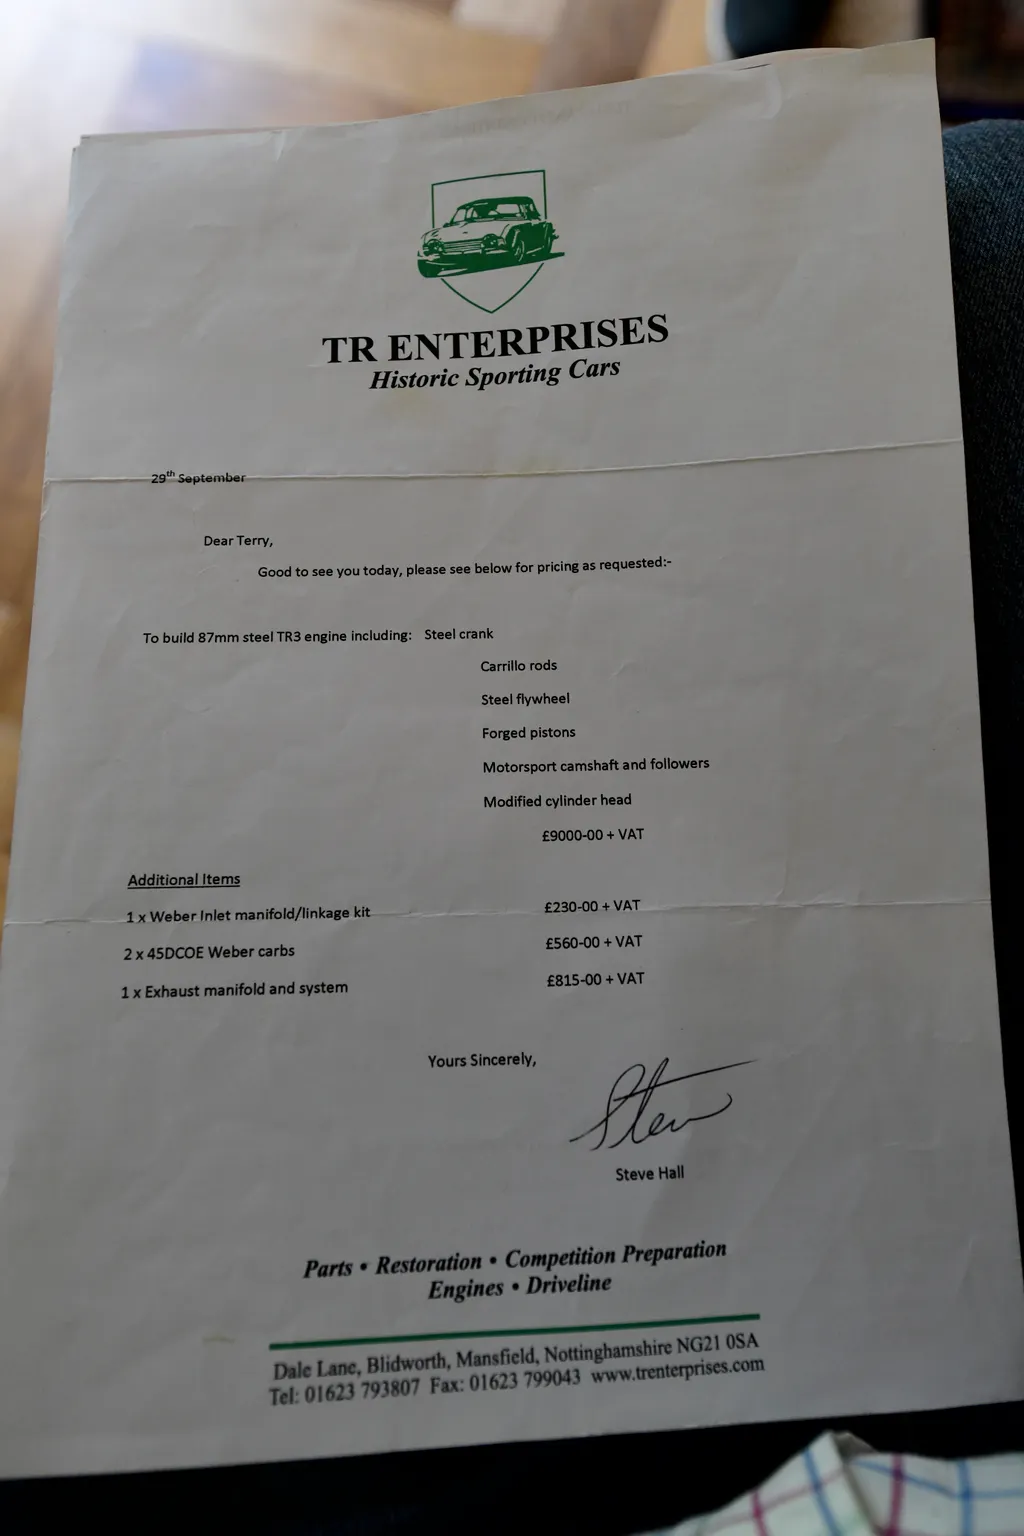 TR ENTERPRISES
Historic Sporting Cars
29th September
Dear Terry,
Good to see you today, please see below for pricing as requested:-
To build 87mm steel TR3 engine including: Steel crank
Carrillo rods
Steel flywheel
Forged pistons
Motorsport camshaft and followers
Modified cylinder head
£9000-00 + VAT
Additional Items
1 x Weber Inlet manifold/linkage kit £230-00 + VAT
2 x 45DCOE Weber carbs £560-00 + VAT
1 x Exhaust manifold and system £815-00 + VAT
Yours Sincerely,
Steve
Steve Hall
Parts • Restoration • Competition Preparation
Engines • Driveline
Dale Lane, Blidworth, Mansfield, Nottinghamshire NG21 0SA
Tel: 01623 793807 Fax: 01623 799043 www.trenterprises.com